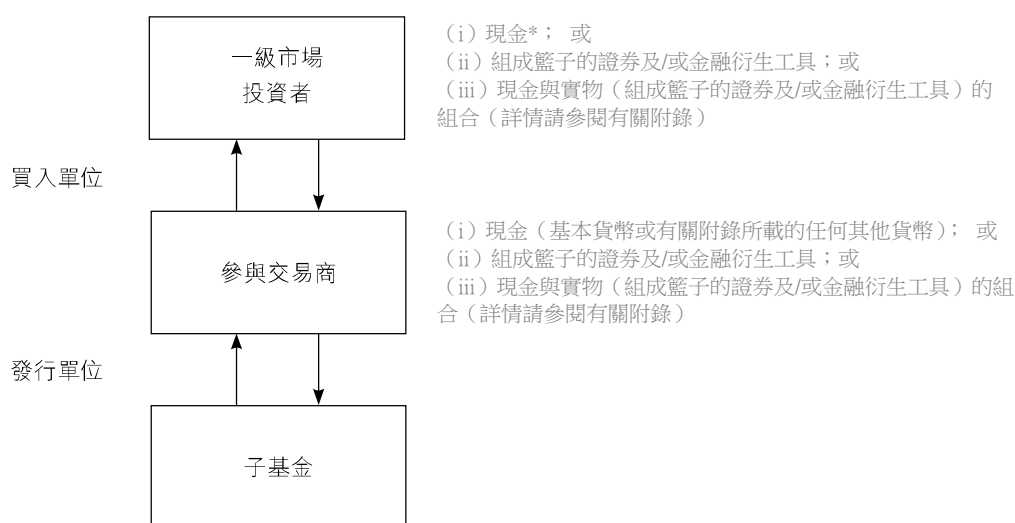 一級市場
投資者
（i）現金*； 或
（ii）組成籃子的證券及/或金融衍生工具；或
（iii）現金與實物（組成籃子的證券及/或金融衍生工具）的
組合（詳情請參閱有關附錄）
買入單位
參與交易商
（i）現金（基本貨幣或有關附錄所載的任何其他貨幣）； 或
（ii）組成籃子的證券及/或金融衍生工具；或
（iii）現金與實物（組成籃子的證券及/或金融衍生工具）的組
合（詳情請參閱有關附錄）
發行單位
子基金